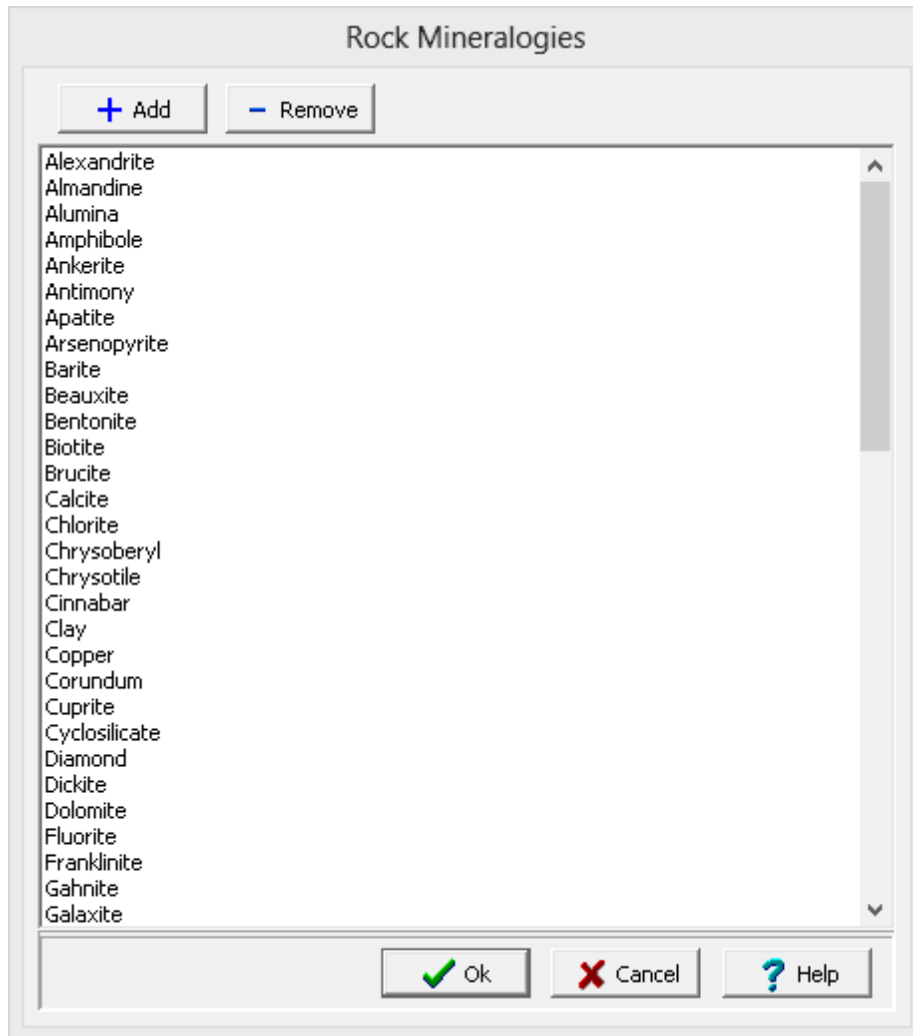 Rock Mineralogies
Add
Remove
Alexandrite
Almandine
Alumina
Amphibole
Ankerite
Antimony
Apatite
Arsenopyrite
Barite
Beauxite
Bentonite
Biotite
Brucite
Calcite
Chlorite
Chrysoberyl
Chrysotile
Cinnabar
Clay
Copper
Corundum
Cuprite
Cyclosilicate
Diamond
Dickite
Dolomite
Fluorite
Franklinite
Gahnite
Galaxite
Ok
Cancel
Help